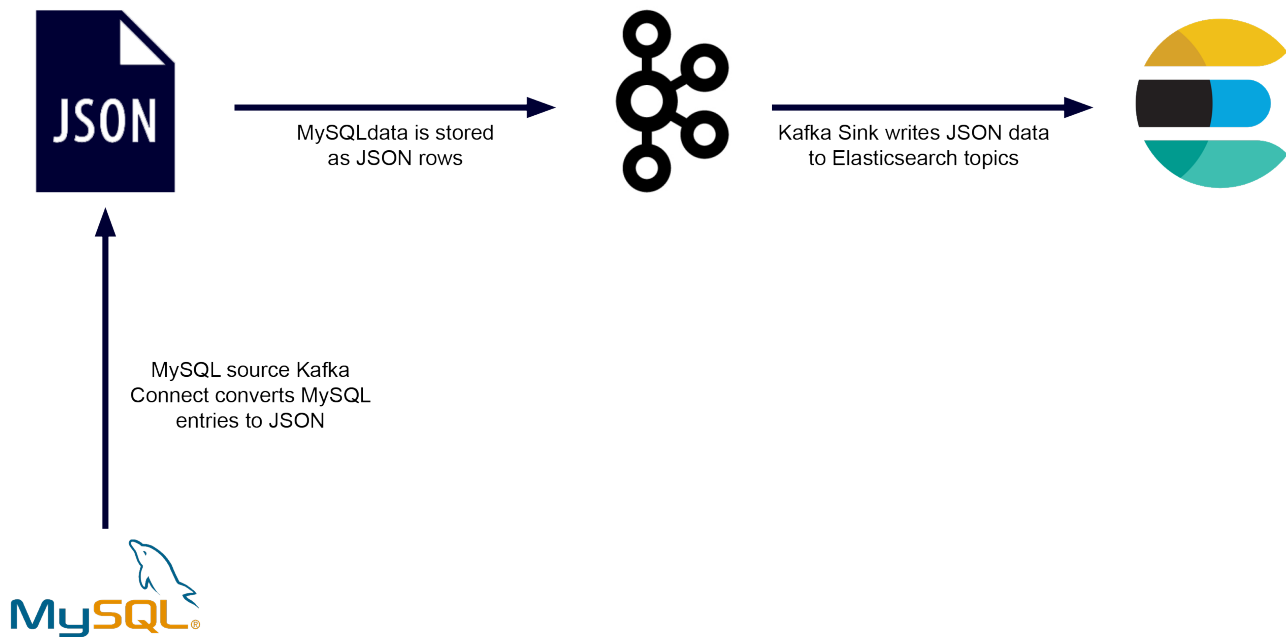 JSON
MySQLdata is stored
as JSON rows
Kafka Sink writes JSON data
to Elasticsearch topics
MySQL source Kafka
Connect converts MySQL
entries to JSON
MySQL®